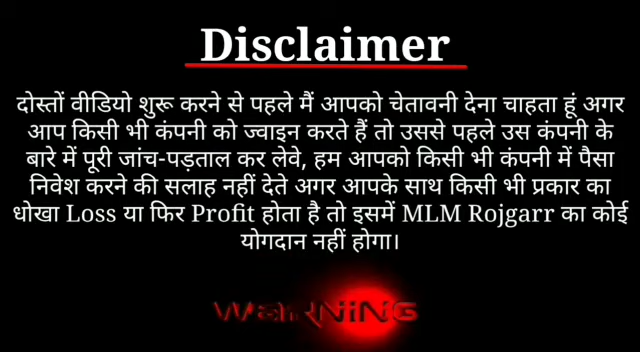 Disclaimer
दोस्तों वीडियो शुरू करने से पहले मैं आपको चेतावनी देना चाहता हूं अगर
आप किसी भी कंपनी को ज्वाइन करते हैं तो उससे पहले उस कंपनी के
बारे में पूरी जांच-पड़ताल कर लेवे, हम आपको किसी भी कंपनी में पैसा
निवेश करने की सलाह नहीं देते अगर आपके साथ किसी भी प्रकार का
धोखा Loss या फिर Profit होता है तो इसमें MLM Rojgarr का कोई
योगदान नहीं होगा।
WARNiNG